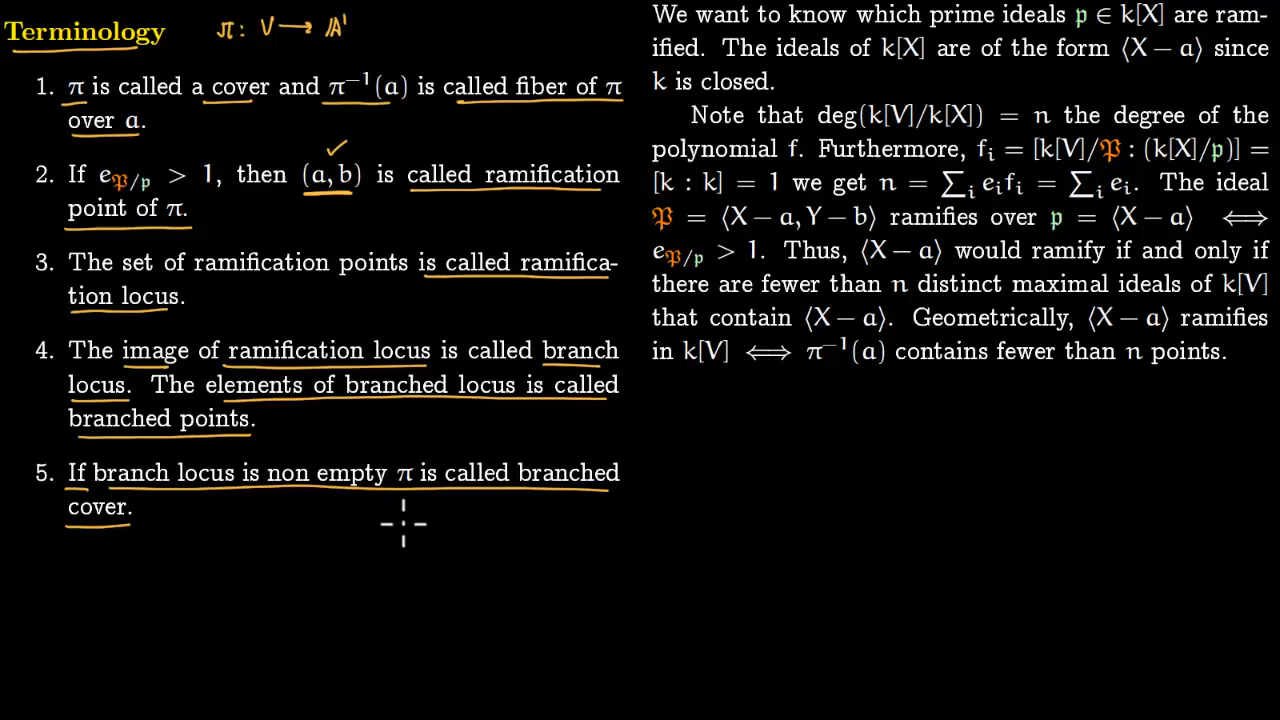 Terminology π: V → 𝔸¹
1. π is called a cover and π⁻¹(a) is called fiber of π
over a.
2. If e𝔓/𝔭 > 1, then (a, b) is called ramification
point of π.
3. The set of ramification points is called ramifica-
tion locus.
4. The image of ramification locus is called branch
locus. The elements of branched locus is called
branched points.
5. If branch locus is non empty π is called branched
cover.
We want to know which prime ideals 𝔭 ∈ k[X] are ram-
ified. The ideals of k[X] are of the form ⟨X − a⟩ since
k is closed.
Note that deg(k[V]/k[X]) = n the degree of the
polynomial f. Furthermore, fᵢ = [k[V]/𝔓 : (k[X]/𝔭)] =
[k : k] = 1 we get n = ∑ᵢ eᵢfᵢ = ∑ᵢ eᵢ. The ideal
𝔓 = ⟨X − a, Y − b⟩ ramifies over 𝔭 = ⟨X − a⟩ ⟺
e𝔓/𝔭 > 1. Thus, ⟨X − a⟩ would ramify if and only if
there are fewer than n distinct maximal ideals of k[V]
that contain ⟨X − a⟩. Geometrically, ⟨X − a⟩ ramifies
in k[V] ⟺ π⁻¹(a) contains fewer than n points.